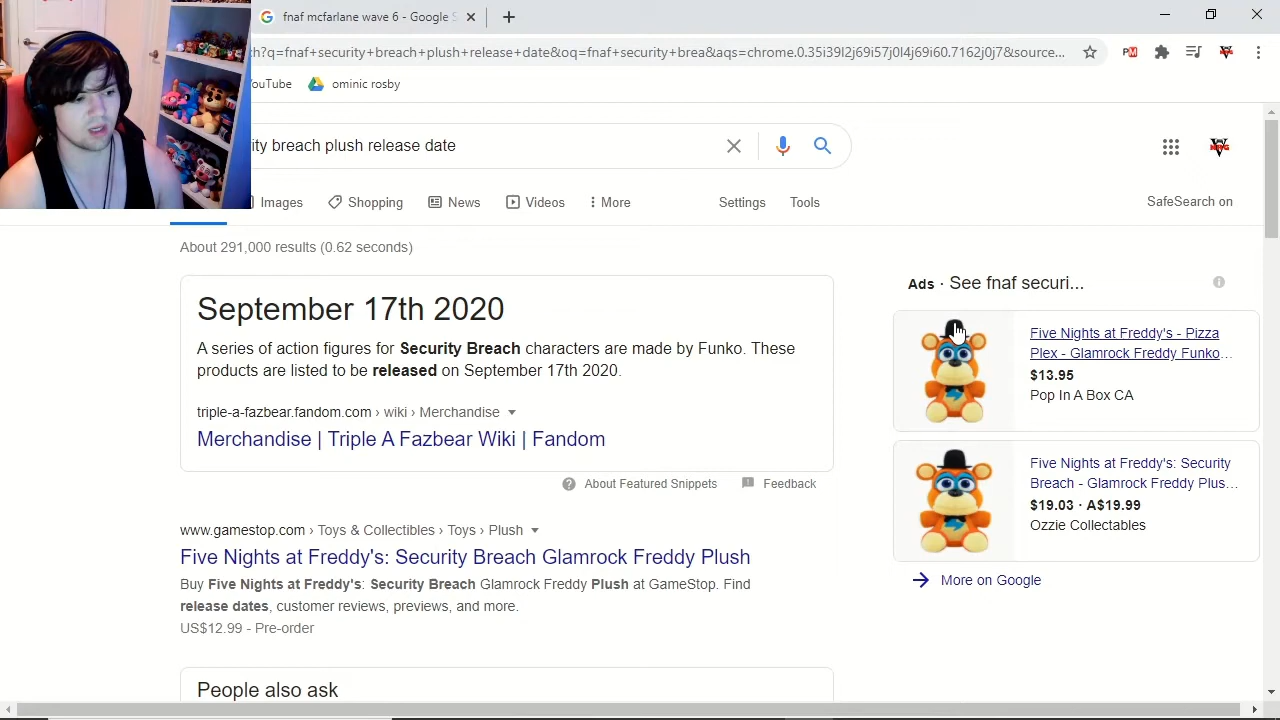 fnaf mcfarlane wave 6 - Google S
h?q=fnaf+security+breach+plush+release+date&oq=fnaf+security+brea&aqs=chrome.0.35i39l2j69i57j0j0i
7162j0j7&source...
YouTube
ominic rosby
ity breach plush release date
Images
Shopping
News
Videos
More
Settings
Tools
SafeSearch on
About 291,000 results (0.62 seconds)
September 17th 2020
A series of action figures for Security Breach characters are made by Funko. These
products are listed to be released on September 17th 2020.
triple-a-fazbear.fandom.com › wiki › Merchandise
Merchandise | Triple A Fazbear Wiki | Fandom
About Featured Snippets
Feedback
www.gamestop.com › Toys & Collectibles › Toys › Plush
Five Nights at Freddy's: Security Breach Glamrock Freddy Plush
Buy Five Nights at Freddy's: Security Breach Glamrock Freddy Plush at GameStop. Find
release dates, customer reviews, previews, and more.
US$12.99 - Pre-order
People also ask
Ads · See fnaf securi...
Five Nights at Freddy's - Pizza
Plex - Glamrock Freddy Funko...
$13.95
Pop In A Box CA
Five Nights at Freddy's: Security
Breach - Glamrock Freddy Plus...
$19.03 · A$19.99
Ozzie Collectables
More on Google